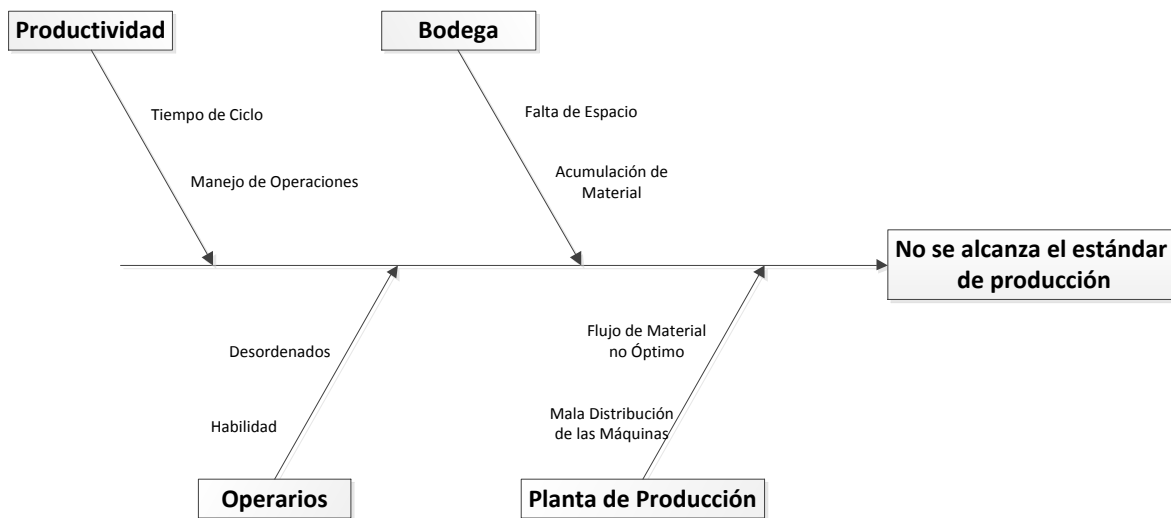 Productividad
Bodega
Tiempo de Ciclo
Falta de Espacio
Manejo de Operaciones
Acumulación de
Material
No se alcanza el estándar
de producción
Desordenados
Flujo de Material
no Óptimo
Habilidad
Mala Distribución
de las Máquinas
Operarios
Planta de Producción